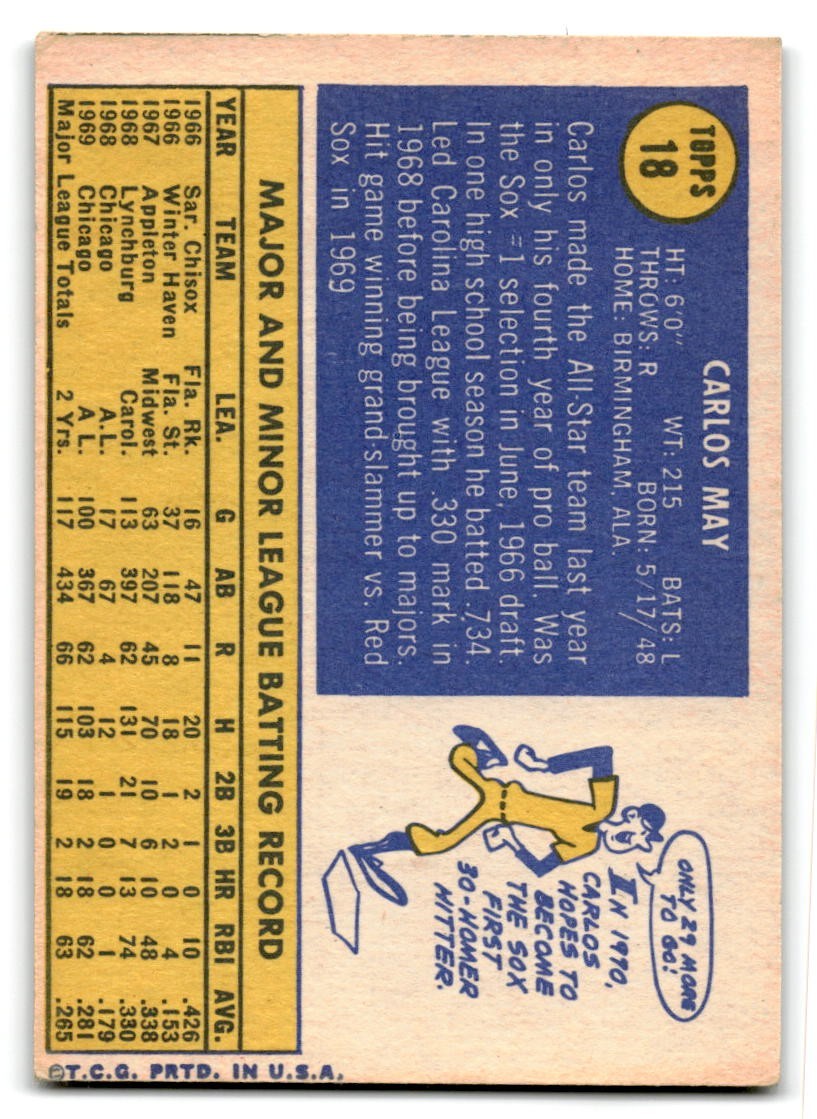 TOPPS
18
CARLOS MAY
HT: 6'0" WT: 215 BATS: L
THROWS: R BORN: 5/17/48
HOME: BIRMINGHAM, ALA.
Carlos made the All-Star team last year
in only his fourth year of pro ball. Was
the Sox =1 selection in June, 1966 draft.
In one high school season he batted .734.
Led Carolina League with .330 mark in
1968 before being brought up to majors.
Hit game winning grand-slammer vs. Red
Sox in 1969
ONLY 29 MORE
TO GO!
IN 1970,
CARLOS
HOPES TO
BECOME
THE SOX
FIRST
30-HOMER
HITTER.
MAJOR AND MINOR LEAGUE BATTING RECORD
YEAR TEAM LEA. G AB R H 2B 3B HR RBI AVG.
1966 Sar. Chisox Fla. Rk. 16 47 11 20 2 1 0 10 .426
1966 Winter Haven Fla. St. 37 118 8 18 1 2 0 4 .153
1967 Appleton Midwest 63 207 45 70 10 6 10 48 .338
1968 Lynchburg Carol. 113 397 62 131 21 7 13 74 .330
1968 Chicago A.L. 17 67 4 12 1 0 0 1 .179
1969 Chicago A L. 100 367 62 103 18 2 18 62 .281
Major League Totals 2 Yrs. 117 434 66 115 19 2 18 63 .265
©T.C.G. PRTD. IN U.S.A.